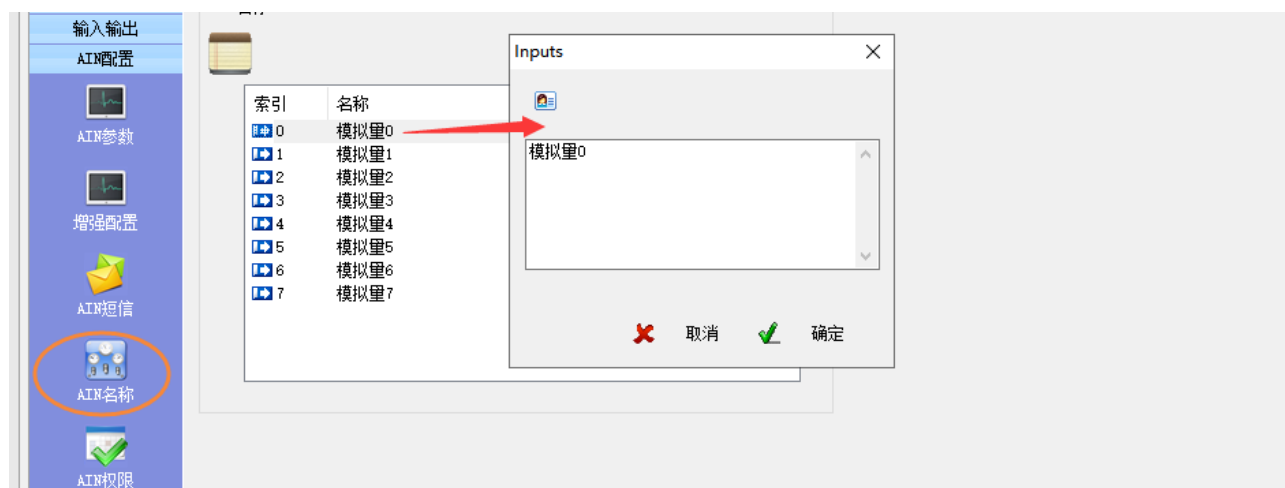 输入输出
AIN配置
AIN参数
增强配置
AIN短信
AIN名称
AIN权限
索引 名称
0 模拟量0
1 模拟量1
2 模拟量2
3 模拟量3
4 模拟量4
5 模拟量5
6 模拟量6
7 模拟量7
Inputs
模拟量0
取消 确定